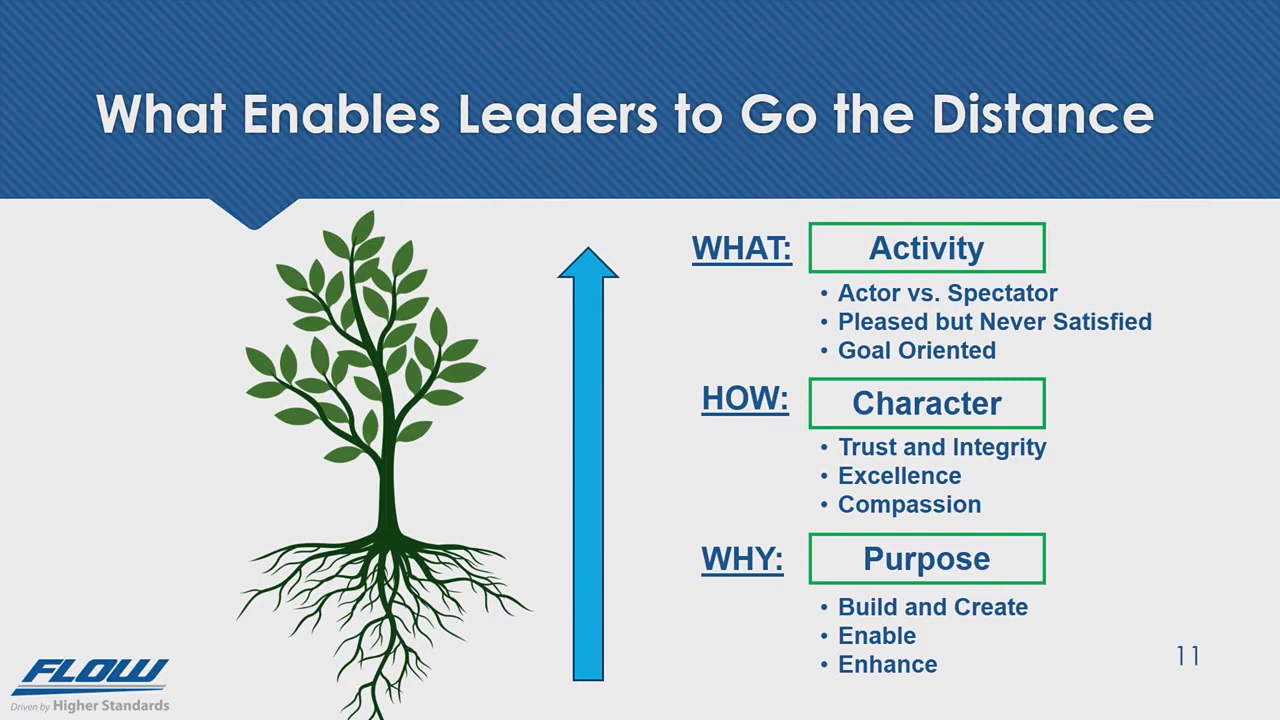 What Enables Leaders to Go the Distance
WHAT: Activity
• Actor vs. Spectator
• Pleased but Never Satisfied
• Goal Oriented
HOW: Character
• Trust and Integrity
• Excellence
• Compassion
WHY: Purpose
• Build and Create
• Enable
• Enhance
11
FLOW
Driven by Higher Standards